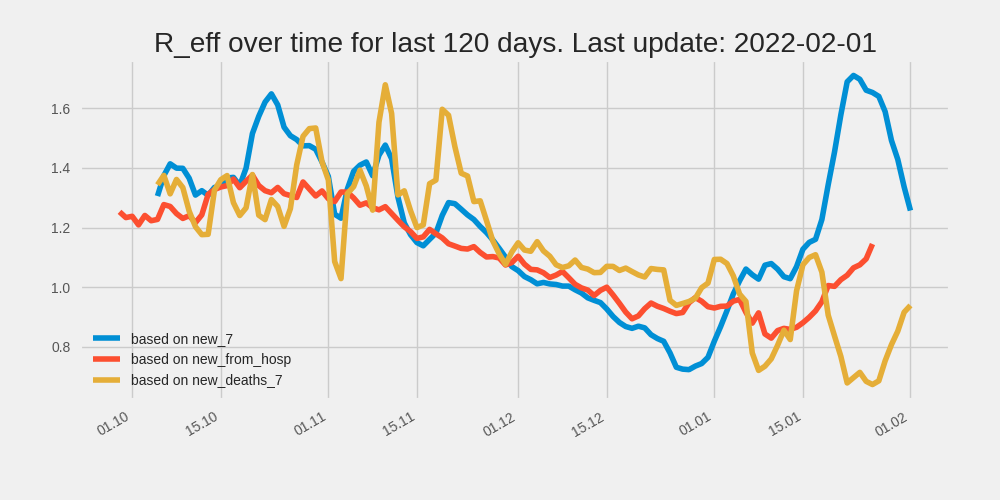 R_eff over time for last 120 days. Last update: 2022-02-01
1.6
1.4
1.2
1.0
0.8
based on new_7
based on new_from_hosp
based on new_deaths_7
01.10 15.10 01.11 15.11 01.12 15.12 01.01 15.01 01.02